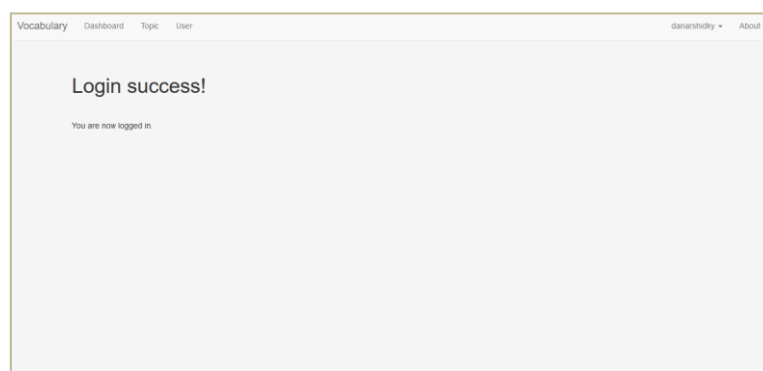 Vocabulary Dashboard Topic User danarshidky About
Login success!
You are now logged in.